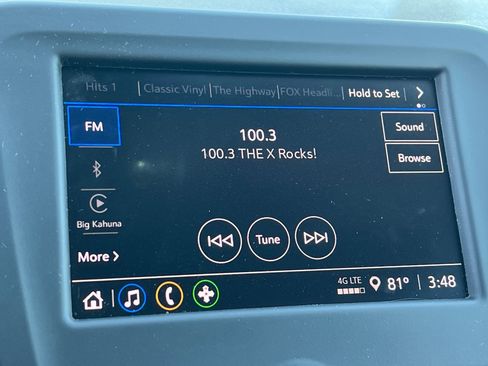 Hits 1 Classic Vinyl The Highway FOX Headli... Hold to Set
FM
100.3
100.3 THE X Rocks!
Sound
Browse
Big Kahuna
More
Tune
4G LTE
81° 3:48